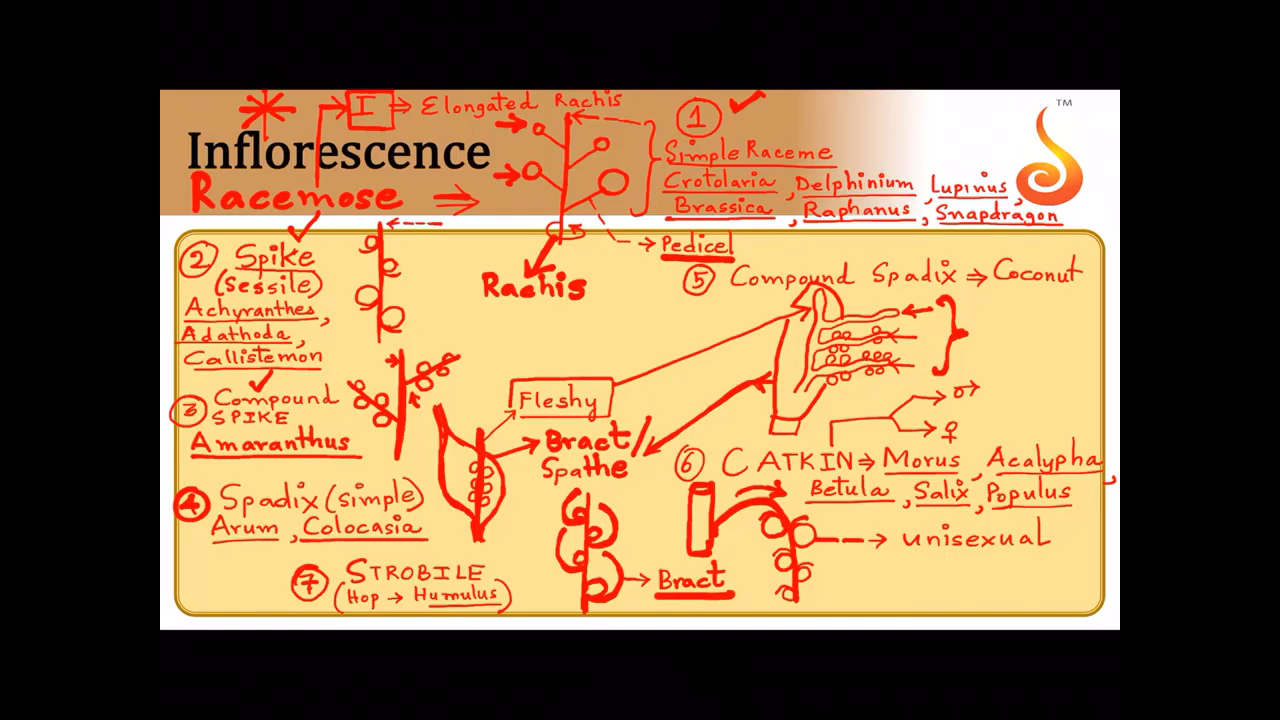 I ⇒ Elongated Rachis
Inflorescence
Racemose ⇒
① Simple Raceme
Crotolaria, Delphinium, Lupinus,
Brassica, Raphanus, Snapdragon
→ Pedicel
Rachis
② Spike
(Sessile)
Achyranthes,
Adathoda,
Callistemon
③ Compound
SPIKE
Amaranthus
④ Spadix (simple)
Arum, Colocasia
Fleshy
Bract/
Spathe
⑤ Compound Spadix ⇒ Coconut
♂
♀
⑥ CATKIN ⇒ Morus, Acalypha,
Betula, Salix, Populus
→ unisexual
⑦ STROBILE
(Hop → Humulus)
→ Bract
TM